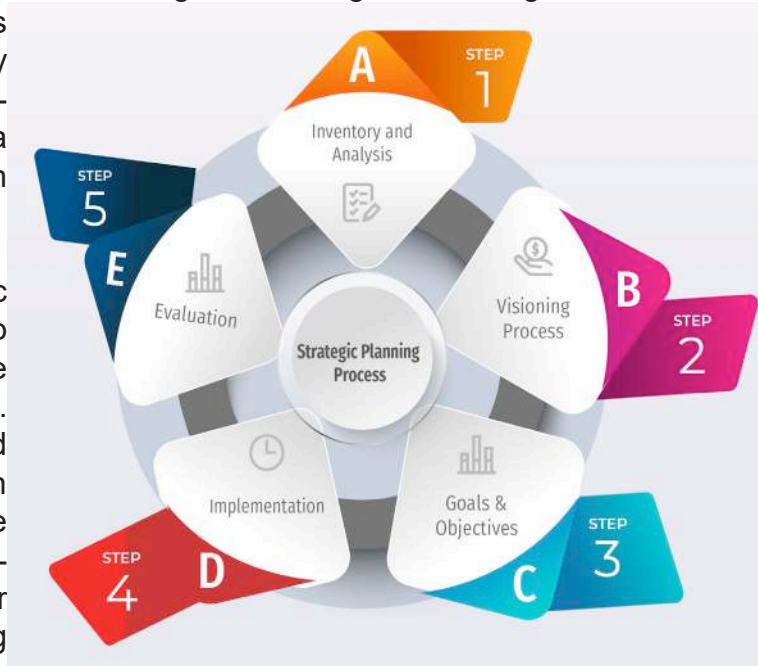 A
STEP
1
Inventory and
Analysis
B
STEP
2
Visioning
Process
C
STEP
3
Goals &
Objectives
D
STEP
4
Implementation
E
STEP
5
Evaluation
Strategic Planning
Process